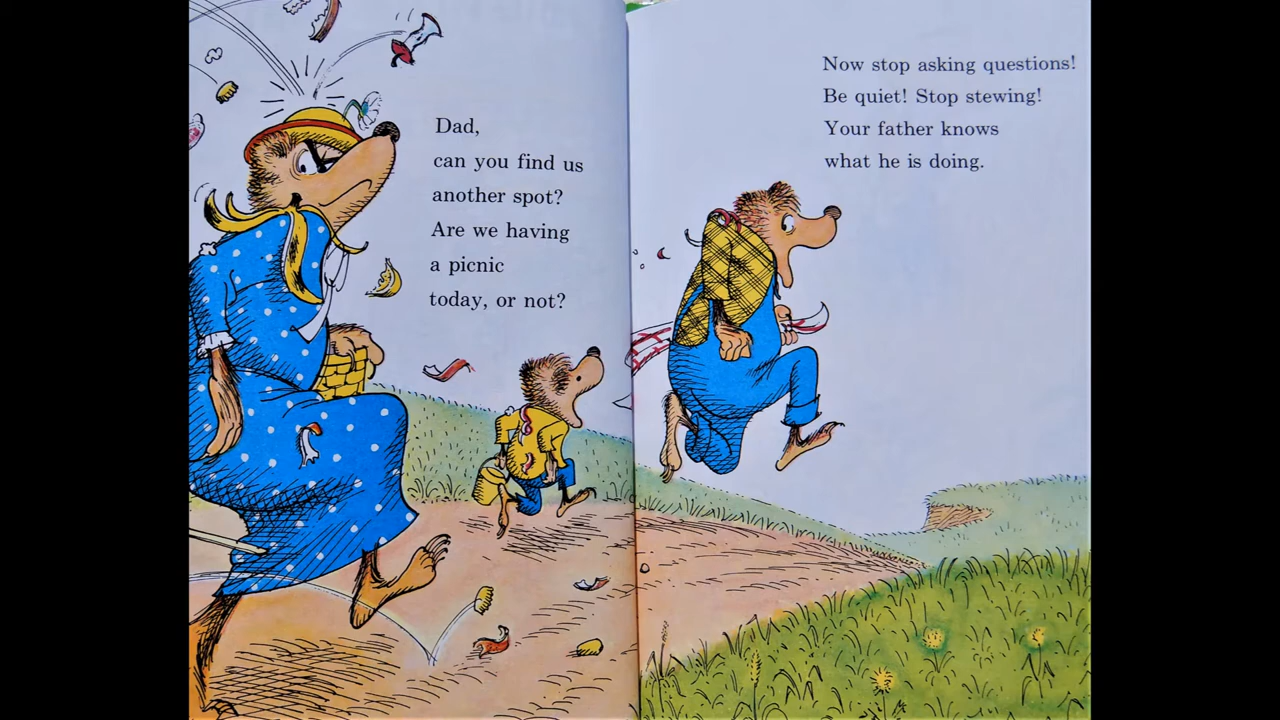 Dad,
can you find us
another spot?
Are we having
a picnic
today, or not?
Now stop asking questions!
Be quiet! Stop stewing!
Your father knows
what he is doing.